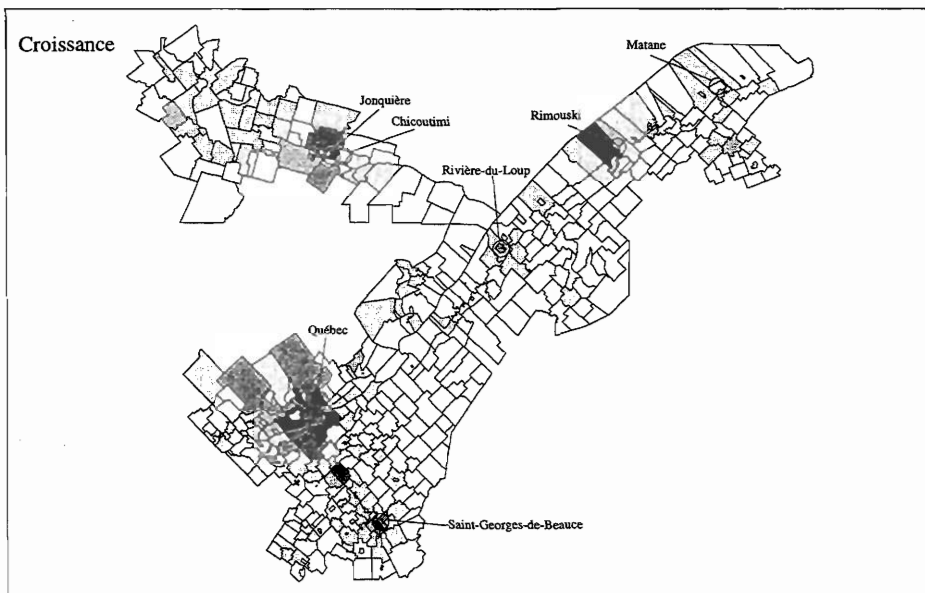 Croissance
Matane
Jonquière
Rimouski
Chicoutimi
Rivière-du-Loup
Québec
Saint-Georges-de-Beauce